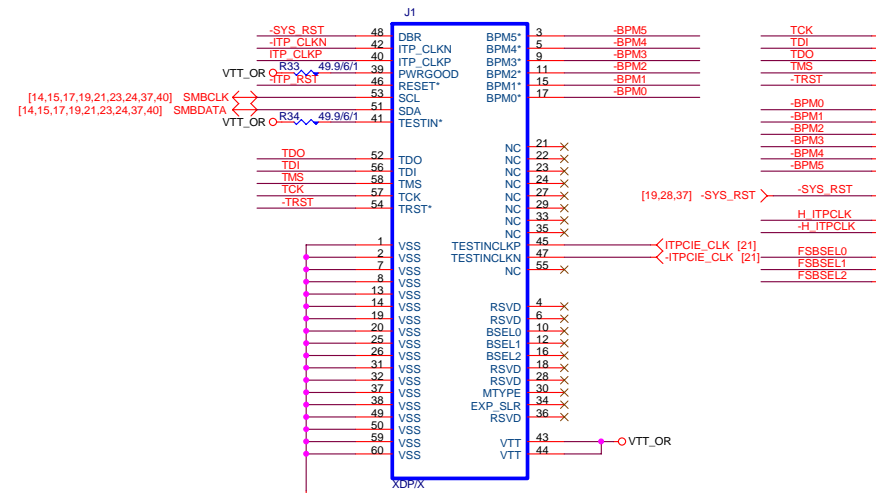 J1
-SYS_RST 48 DBR
-ITP_CLKN 42 ITP_CLKN
ITP_CLKP 40 ITP_CLKP
VTT_OR R33 49.9/6/1 39 PWRGOOD
-ITP_RST 46 RESET*
[14,15,17,19,21,23,24,37,40] SMBCLK 53 SCL
[14,15,17,19,21,23,24,37,40] SMBDATA 51 SDA
VTT_OR R34 49.9/6/1 41 TESTIN*
TDO 52 TDO
TDI 56 TDI
TMS 58 TMS
TCK 57 TCK
-TRST 54 TRST*
1 VSS
2 VSS
7 VSS
8 VSS
13 VSS
14 VSS
19 VSS
20 VSS
25 VSS
26 VSS
31 VSS
32 VSS
37 VSS
38 VSS
49 VSS
50 VSS
59 VSS
60 VSS
BPM5* 3 -BPM5
BPM4* 5 -BPM4
BPM3* 9 -BPM3
BPM2* 11 -BPM2
BPM1* 15 -BPM1
BPM0* 17 -BPM0
NC 21
NC 22
NC 23
NC 24
NC 27
NC 29
NC 33
NC 35
TESTINCLKP 45 ITPCIE_CLK [21]
TESTINCLKN 47 -ITPCIE_CLK [21]
NC 55
RSVD 4
RSVD 6
BSEL0 10
BSEL1 12
BSEL2 16
RSVD 18
RSVD 28
MTYPE 30
EXP_SLR 34
RSVD 36
VTT 43 VTT_OR
VTT 44
XDP/X
TCK
TDI
TDO
TMS
-TRST
-BPM0
-BPM1
-BPM2
-BPM3
-BPM4
-BPM5
[19,28,37] -SYS_RST -SYS_RST
H_ITPCLK
-H_ITPCLK
FSBSEL0
FSBSEL1
FSBSEL2